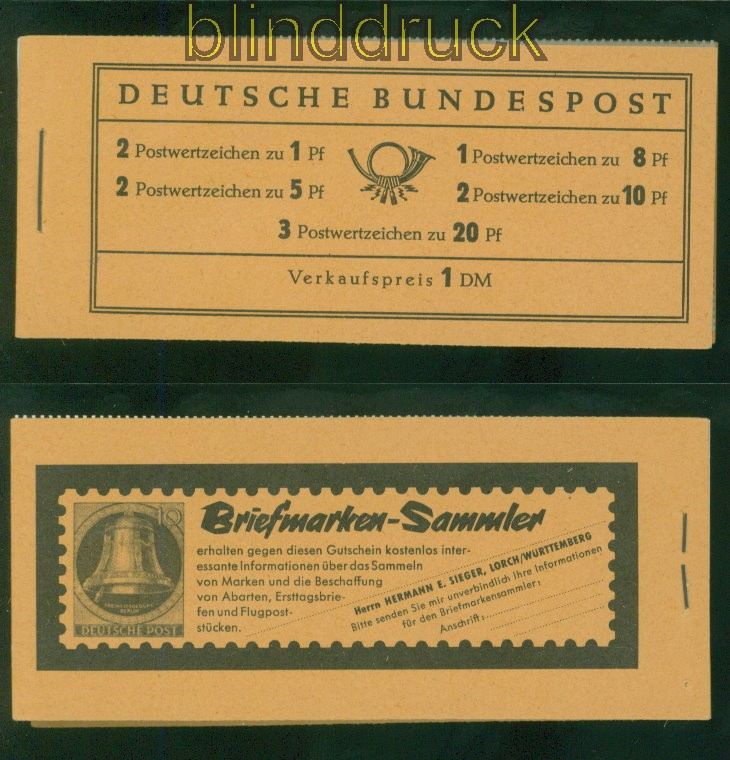 blinddruck
DEUTSCHE BUNDESPOST
2 Postwertzeichen zu 1 Pf
1 Postwertzeichen zu 8 Pf
2 Postwertzeichen zu 5 Pf
2 Postwertzeichen zu 10 Pf
3 Postwertzeichen zu 20 Pf
Verkaufspreis 1 DM
10
DEUTSCHE POST
Briefmarken-Sammler
erhalten gegen diesen Gutschein kostenlos inter-
essante Informationen über das Sammeln
von Marken und die Beschaffung
von Abarten, Ersttagsbrie-
fen und Flugpost-
stücken.
Herrn HERMANN E. SIEGER, LORCH/WURTTEMBERG
Bitte senden Sie mir unverbindlich Ihre Informationen
für den Briefmarkensammler:
Anschrift: